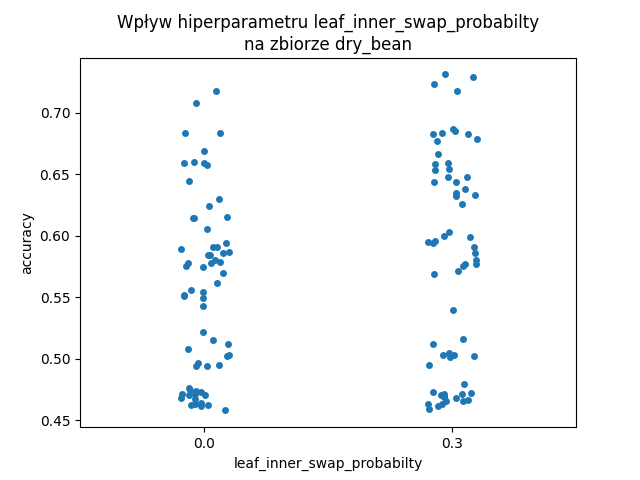 Wpływ hiperparametru leaf_inner_swap_probabilty
na zbiorze dry_bean
0.70
0.65
0.60
0.55
0.50
0.45
accuracy
0.0
0.3
leaf_inner_swap_probabilty